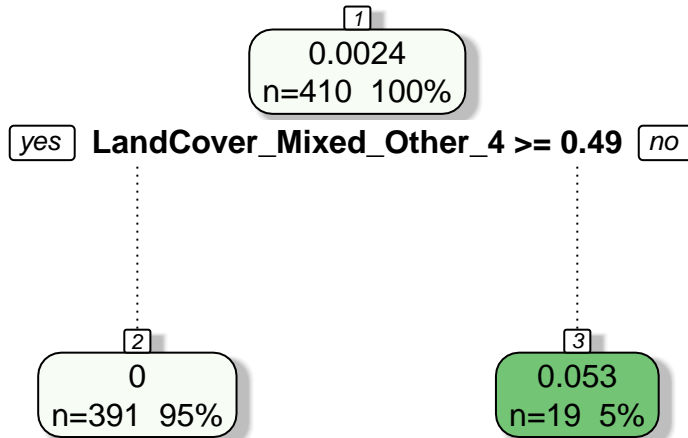 1
0.0024
n=410 100%
yes LandCover_Mixed_Other_4 >= 0.49 no
2
0
n=391 95%
3
0.053
n=19 5%